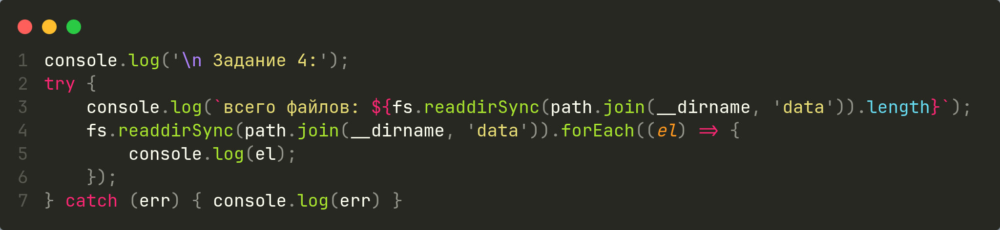 1 console.log('\n Задание 4:');
2 try {
3     console.log(`всего файлов: ${fs.readdirSync(path.join(__dirname, 'data')).length}`);
4     fs.readdirSync(path.join(__dirname, 'data')).forEach((el) => {
5         console.log(el);
6     });
7 } catch (err) { console.log(err) }